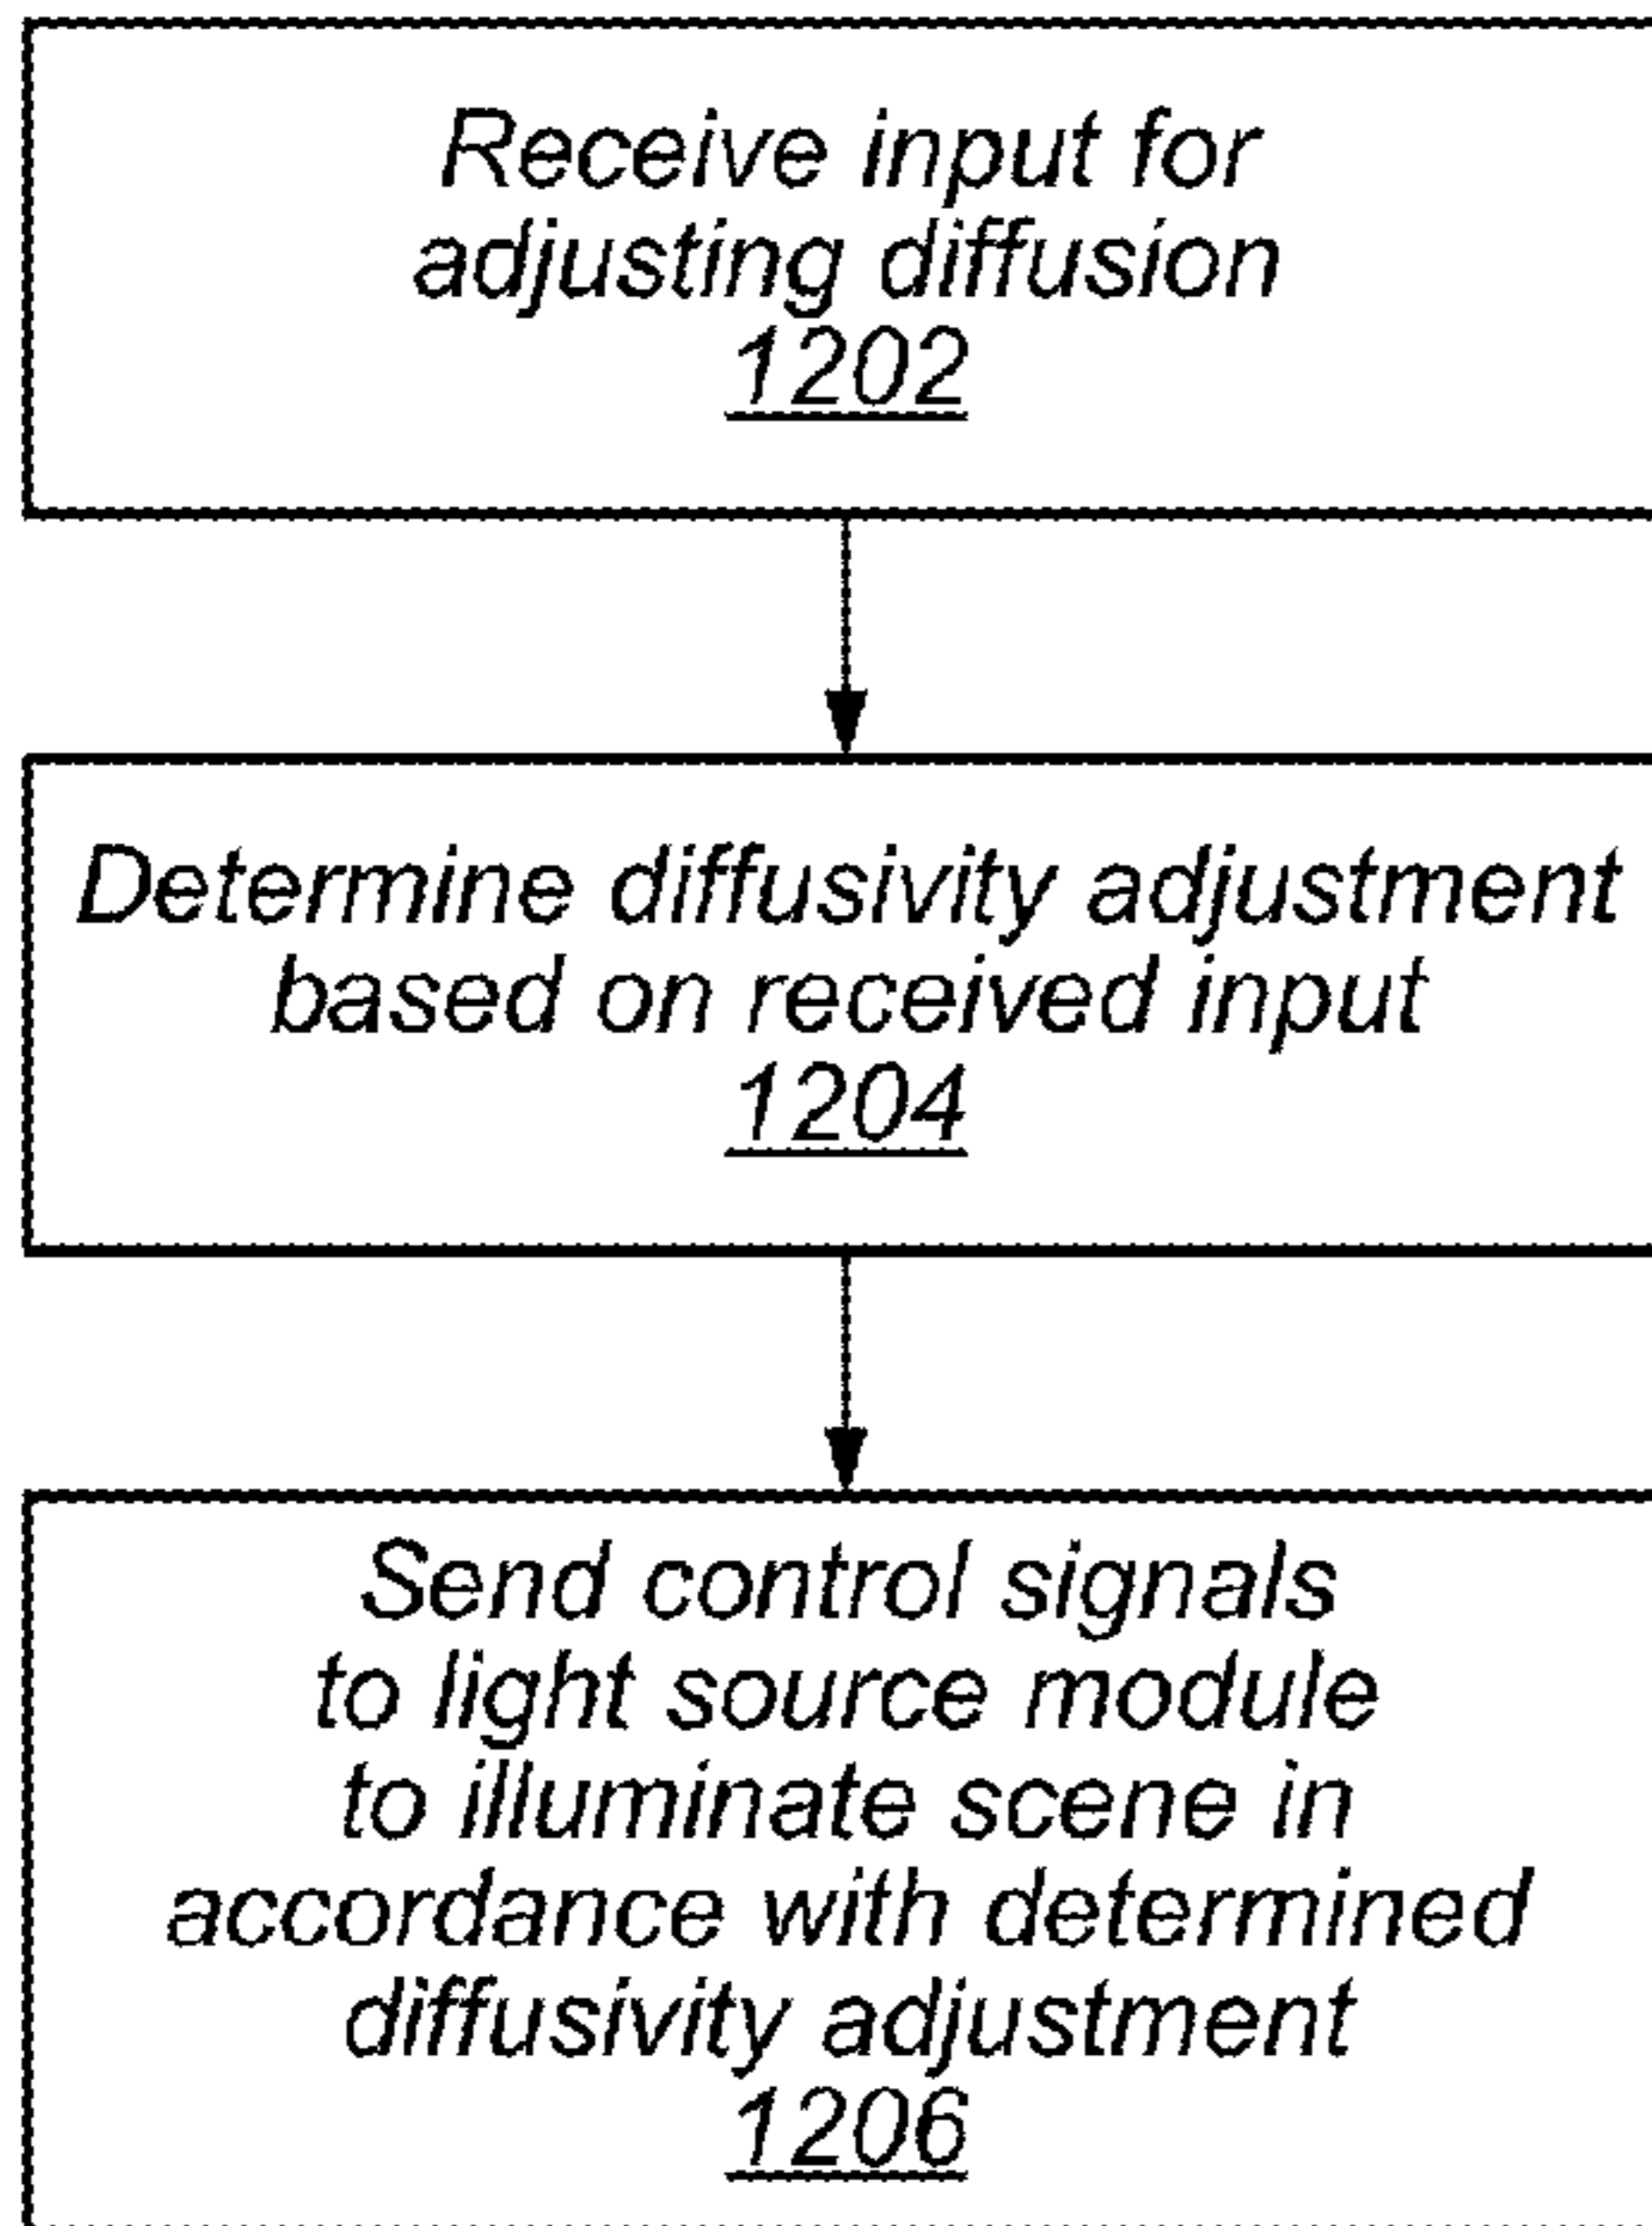 Receive input for
adjusting diffusion
1202
Determine diffusivity adjustment
based on received input
1204
Send control signals
to light source module
to illuminate scene in
accordance with determined
diffusivity adjustment
1206